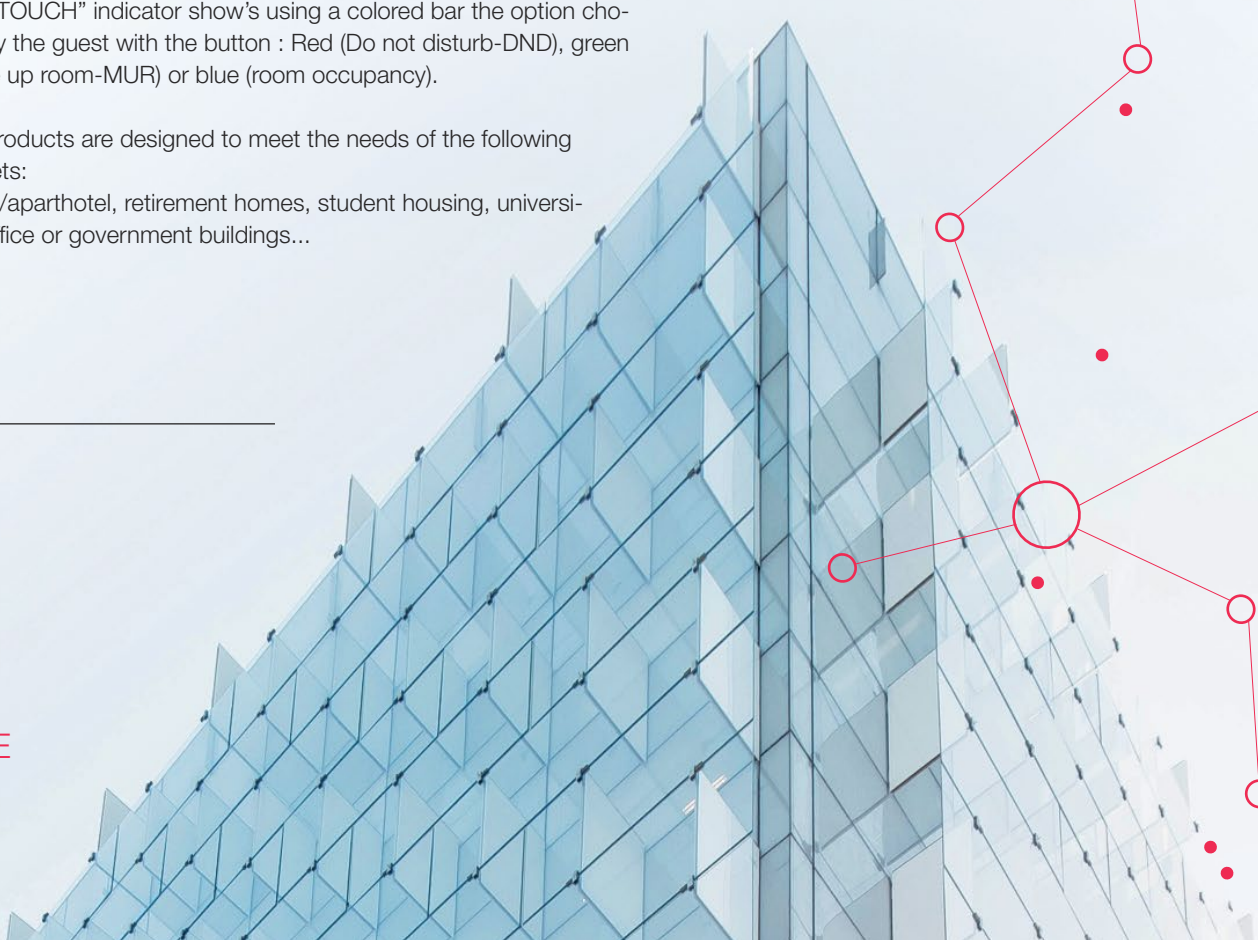 TOUCH” indicator show's using a colored bar the option cho-
y the guest with the button : Red (Do not disturb-DND), green
up room-MUR) or blue (room occupancy).
roducts are designed to meet the needs of the following
ets:
/aparthotel, retirement homes, student housing, universi-
fice or government buildings...
E